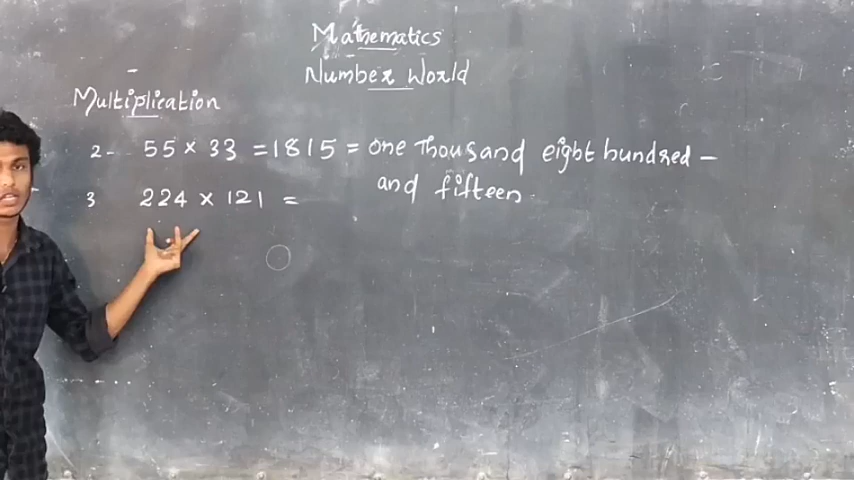 Mathematics
Number World
Multiplication
2- 55 × 33 = 1815 = one Thousand eight hundred -
and fifteen
3 224 × 121 =